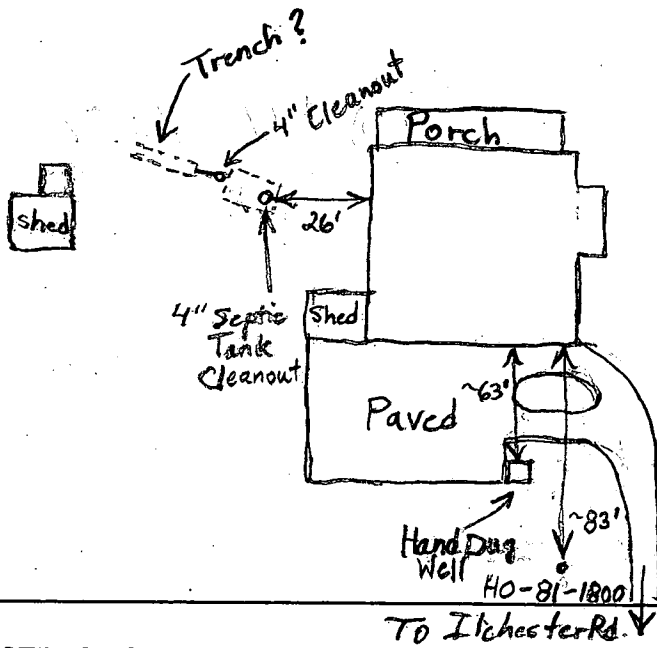 Trench?
4" Cleanout
Porch
Shed
26'
4" Septic
Tank
Cleanout
Shed
Paved
~63'
~83'
Hand Dug
Well
HO-81-1800
To Ilchester Rd.